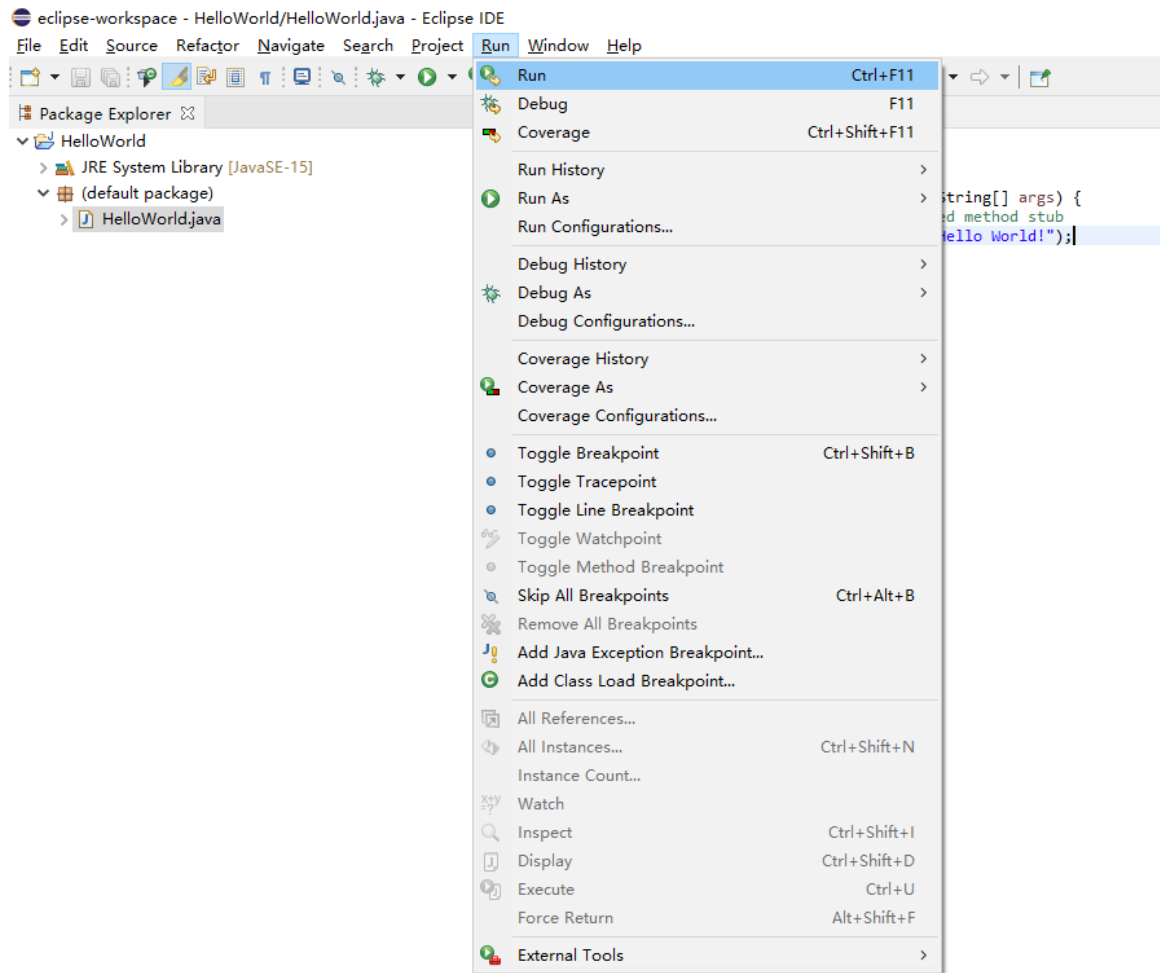 eclipse-workspace - HelloWorld/HelloWorld.java - Eclipse IDE
File Edit Source Refactor Navigate Search Project Run Window Help
Package Explorer
HelloWorld
JRE System Library [JavaSE-15]
(default package)
HelloWorld.java
Run Ctrl+F11
Debug F11
Coverage Ctrl+Shift+F11
Run History
Run As
Run Configurations...
Debug History
Debug As
Debug Configurations...
Coverage History
Coverage As
Coverage Configurations...
Toggle Breakpoint Ctrl+Shift+B
Toggle Tracepoint
Toggle Line Breakpoint
Toggle Watchpoint
Toggle Method Breakpoint
Skip All Breakpoints Ctrl+Alt+B
Remove All Breakpoints
Add Java Exception Breakpoint...
Add Class Load Breakpoint...
All References...
All Instances... Ctrl+Shift+N
Instance Count...
Watch
Inspect Ctrl+Shift+I
Display Ctrl+Shift+D
Execute Ctrl+U
Force Return Alt+Shift+F
External Tools
String[] args) {
ed method stub
Hello World!");